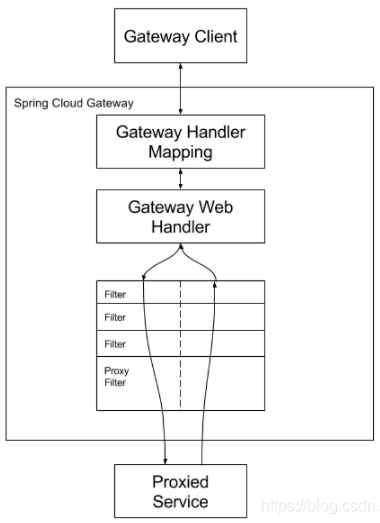 Gateway Client
Spring Cloud Gateway
Gateway Handler
Mapping
Gateway Web
Handler
Filter
Filter
Filter
Proxy
Filter
Proxied
Service
https://blog.csdn.